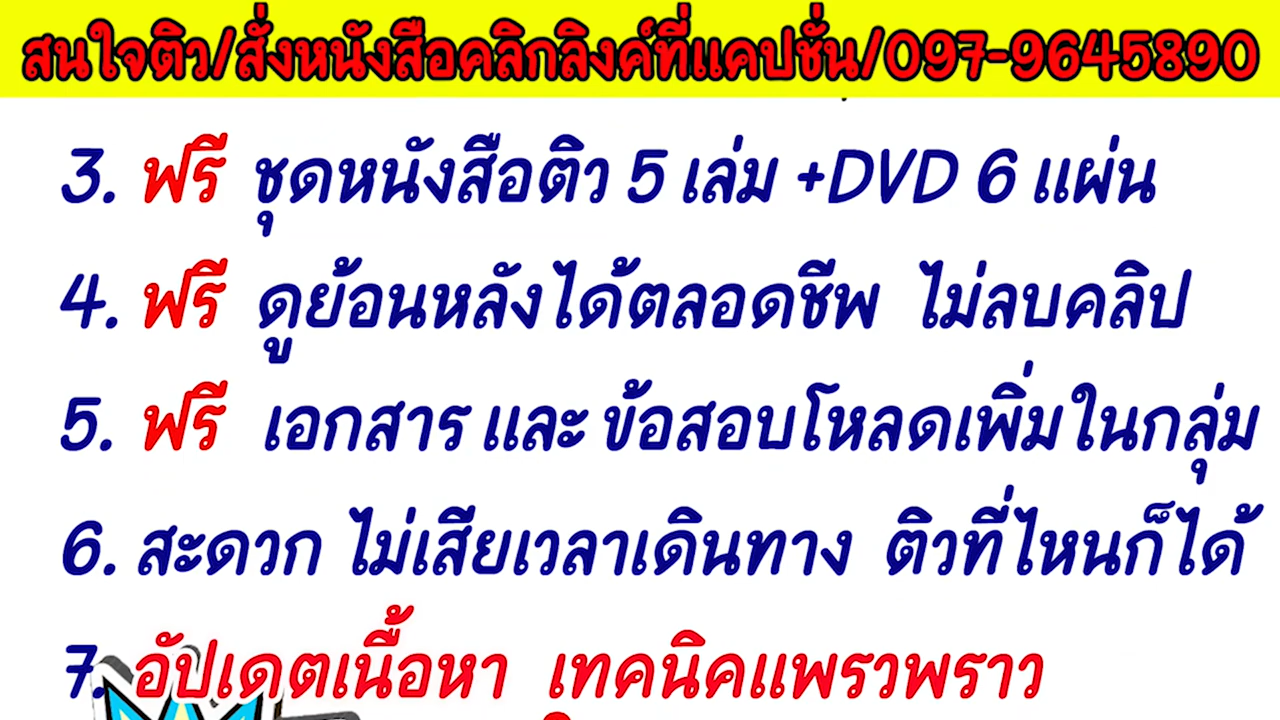 สนใจติว/สั่งหนังสือคลิกลิงค์ที่แคปชั่น/097-9645890
3. ฟรี ชุดหนังสือติว 5 เล่ม +DVD 6 แผ่น
4. ฟรี ดูย้อนหลังได้ตลอดชีพ ไม่ลบคลิป
5. ฟรี เอกสาร และ ข้อสอบโหลดเพิ่มในกลุ่ม
6. สะดวก ไม่เสียเวลาเดินทาง ติวที่ไหนก็ได้
7. อัปเดตเนื้อหา เทคนิคแพรวพราว